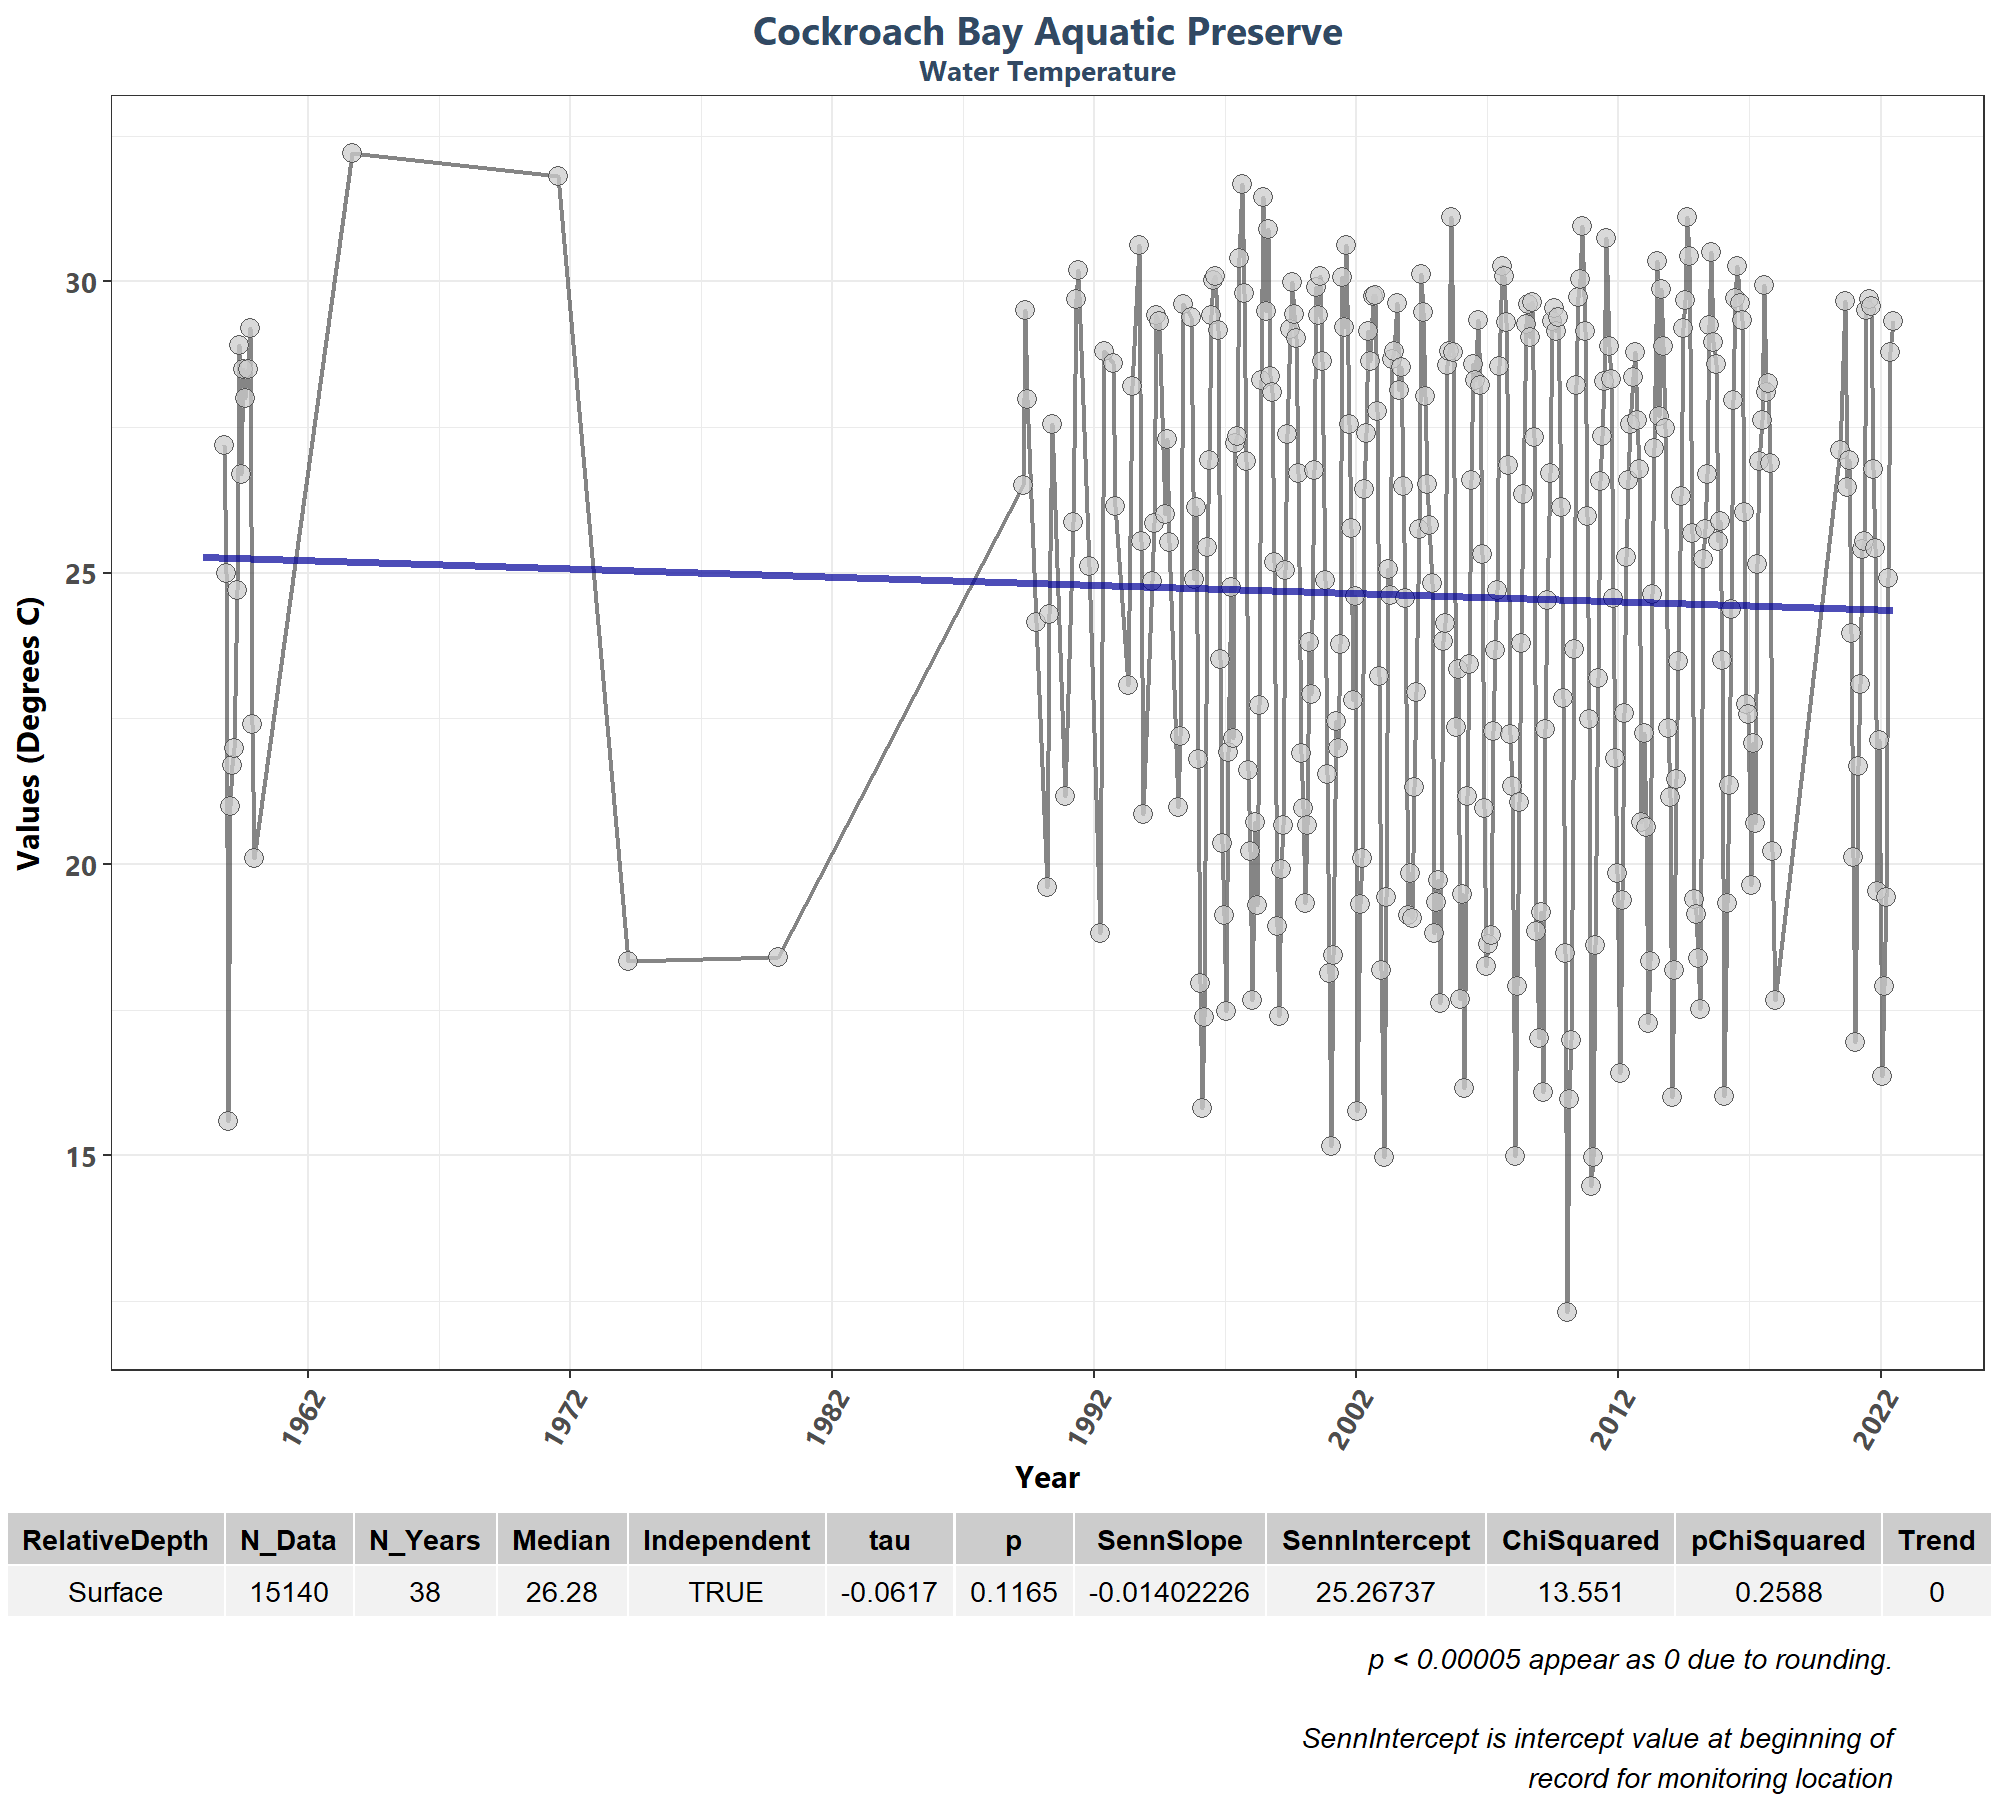 Cockroach Bay Aquatic Preserve
Water Temperature
Values (Degrees C)
30
25
20
15
1962 1972 1982 1992 2002 2012 2022
Year
RelativeDepth N_Data N_Years Median Independent tau p SennSlope SennIntercept ChiSquared pChiSquared Trend
Surface 15140 38 26.28 TRUE -0.0617 0.1165 -0.01402226 25.26737 13.551 0.2588 0
p < 0.00005 appear as 0 due to rounding.
SennIntercept is intercept value at beginning of
record for monitoring location